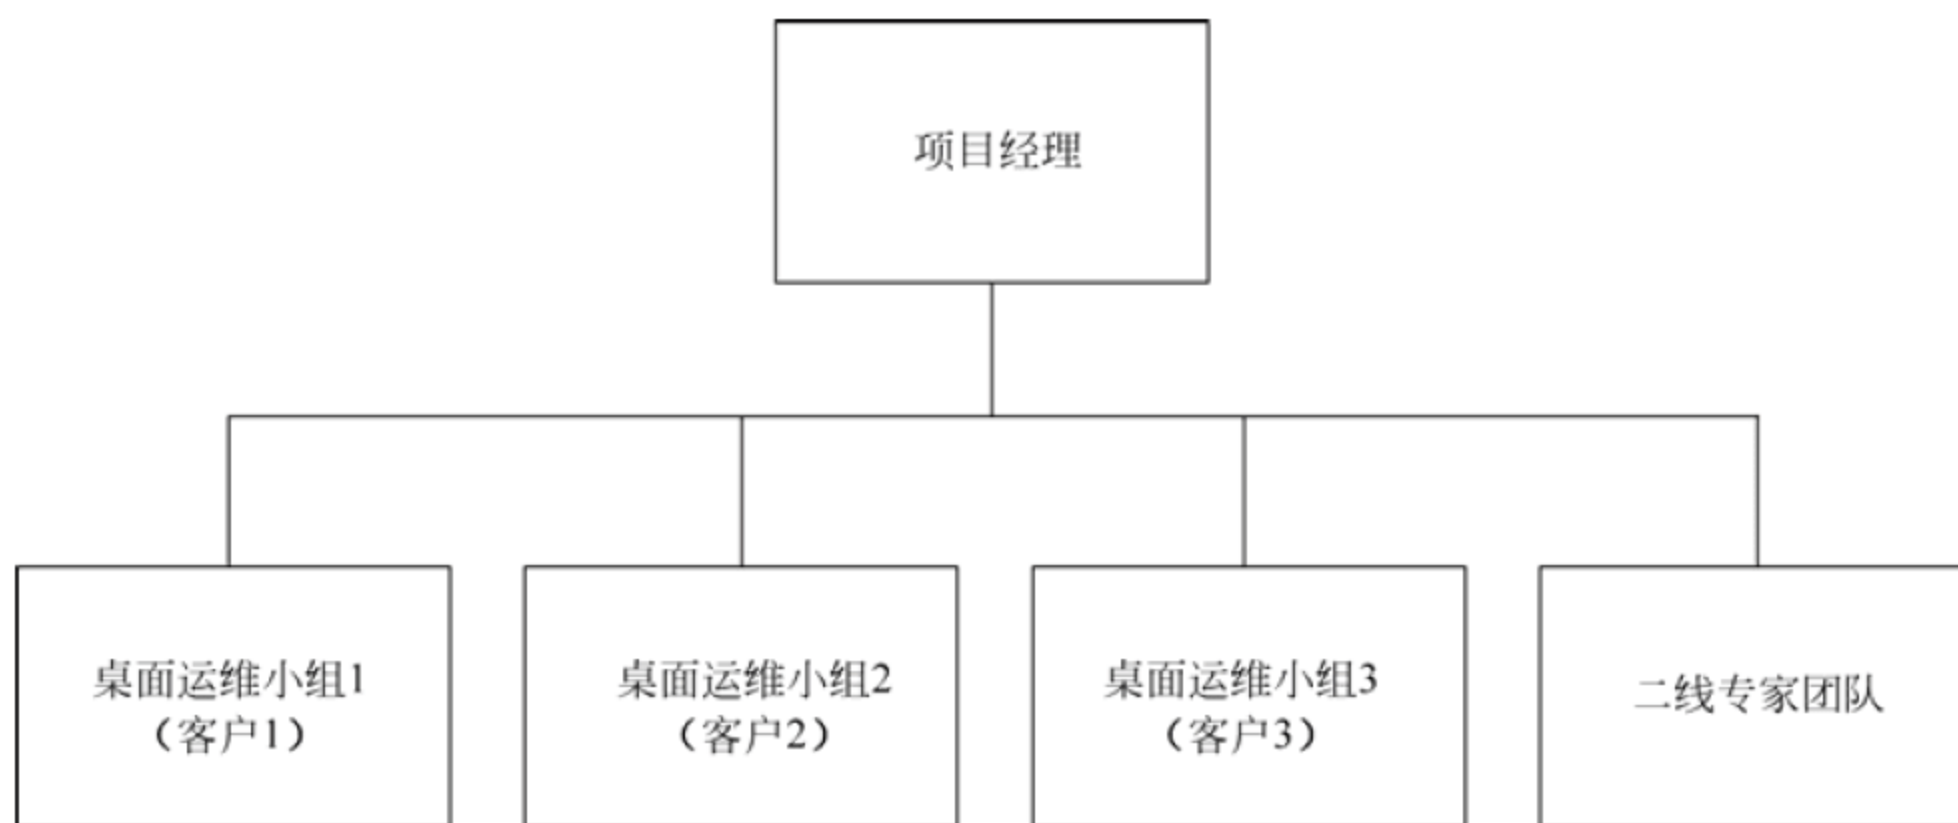 项目经理
桌面运维小组1
（客户1）
桌面运维小组2
（客户2）
桌面运维小组3
（客户3）
二线专家团队